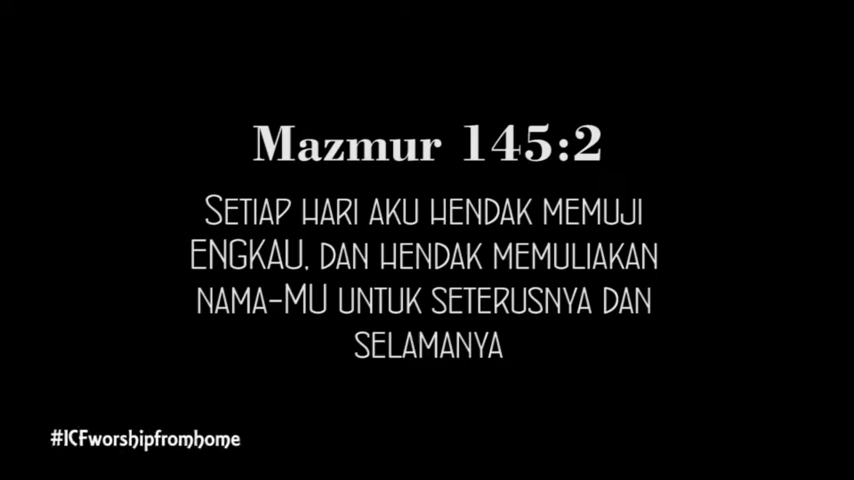 Mazmur 145:2
SETIAP HARI AKU HENDAK MEMUJI
ENGKAU, DAN HENDAK MEMULIAKAN
NAMA-MU UNTUK SETERUSNYA DAN
SELAMANYA
#ICFworshipfromhome